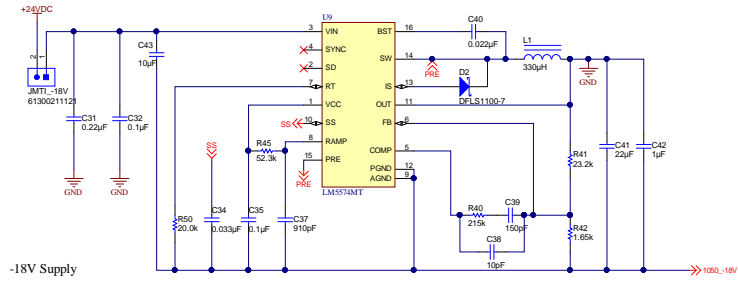 +24VDC
2
1
JMTI_-18V
61300211121
C31
0.22µF
GND
C32
0.1µF
GND
C43
10µF
R50
20.0k
SS
C34
0.033µF
C35
0.1µF
R45
52.3k
C37
910pF
SS
PRE
U9
3 VIN
4 SYNC
2 SD
7 RT
1 VCC
10 SS
8 RAMP
15 PRE
BST 16
SW 14
IS 13
OUT 11
FB 6
COMP 5
PGND 12
AGND 9
LM5574MT
C40
0.022µF
PRE
D2
DFLS1100-7
L1
330µH
GND
R41
23.2k
C41
22µF
C42
1µF
R40
215k
C39
150pF
C38
10pF
R42
1.65k
1050_-18V
-18V Supply